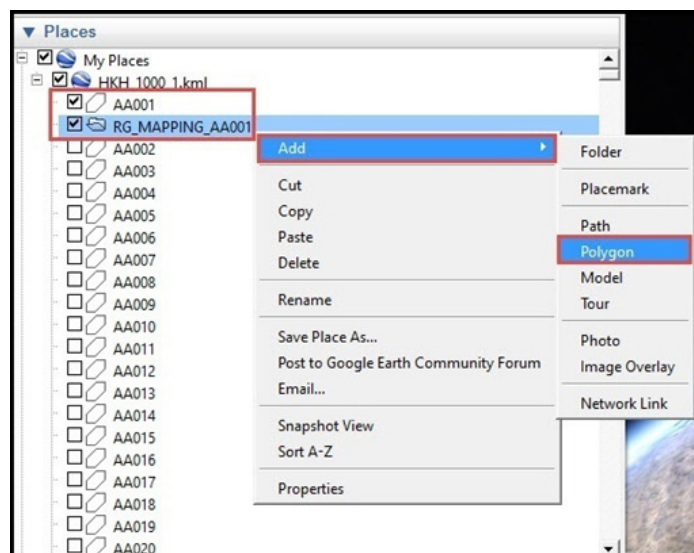 Places
My Places
HKH_1000_1.kml
AA001
RG_MAPPING_AA001
AA002
AA003
AA004
AA005
AA006
AA007
AA008
AA009
AA010
AA011
AA012
AA013
AA014
AA015
AA016
AA017
AA018
AA019
AA020
Add
Cut
Copy
Paste
Delete
Rename
Save Place As...
Post to Google Earth Community Forum
Email...
Snapshot View
Sort A-Z
Properties
Folder
Placemark
Path
Polygon
Model
Tour
Photo
Image Overlay
Network Link